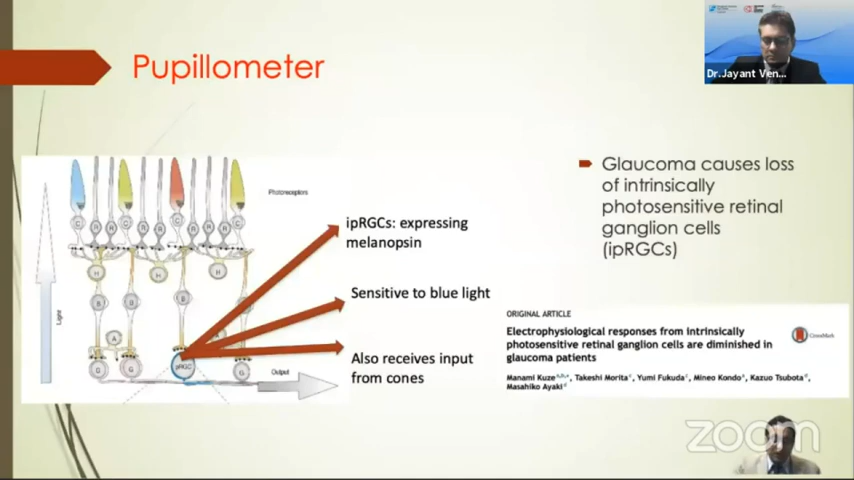 Pupillometer
Dr.Jayant Ven...
Photoreceptors
C
R
R
C
R
R
C
R
R
R
C
H
H
H
B
B
B
A
G
G
ipRGC
G
Light
Output
ipRGCs: expressing
melanopsin
Sensitive to blue light
Also receives input
from cones
Glaucoma causes loss
of intrinsically
photosensitive retinal
ganglion cells
(ipRGCs)
ORIGINAL ARTICLE
Electrophysiological responses from intrinsically
photosensitive retinal ganglion cells are diminished in
glaucoma patients
CrossMark
Manami Kuze, Takeshi Morita, Yumi Fukuda, Mineo Kondo, Kazuo Tsubota,
Masahiko Ayaki
zoom